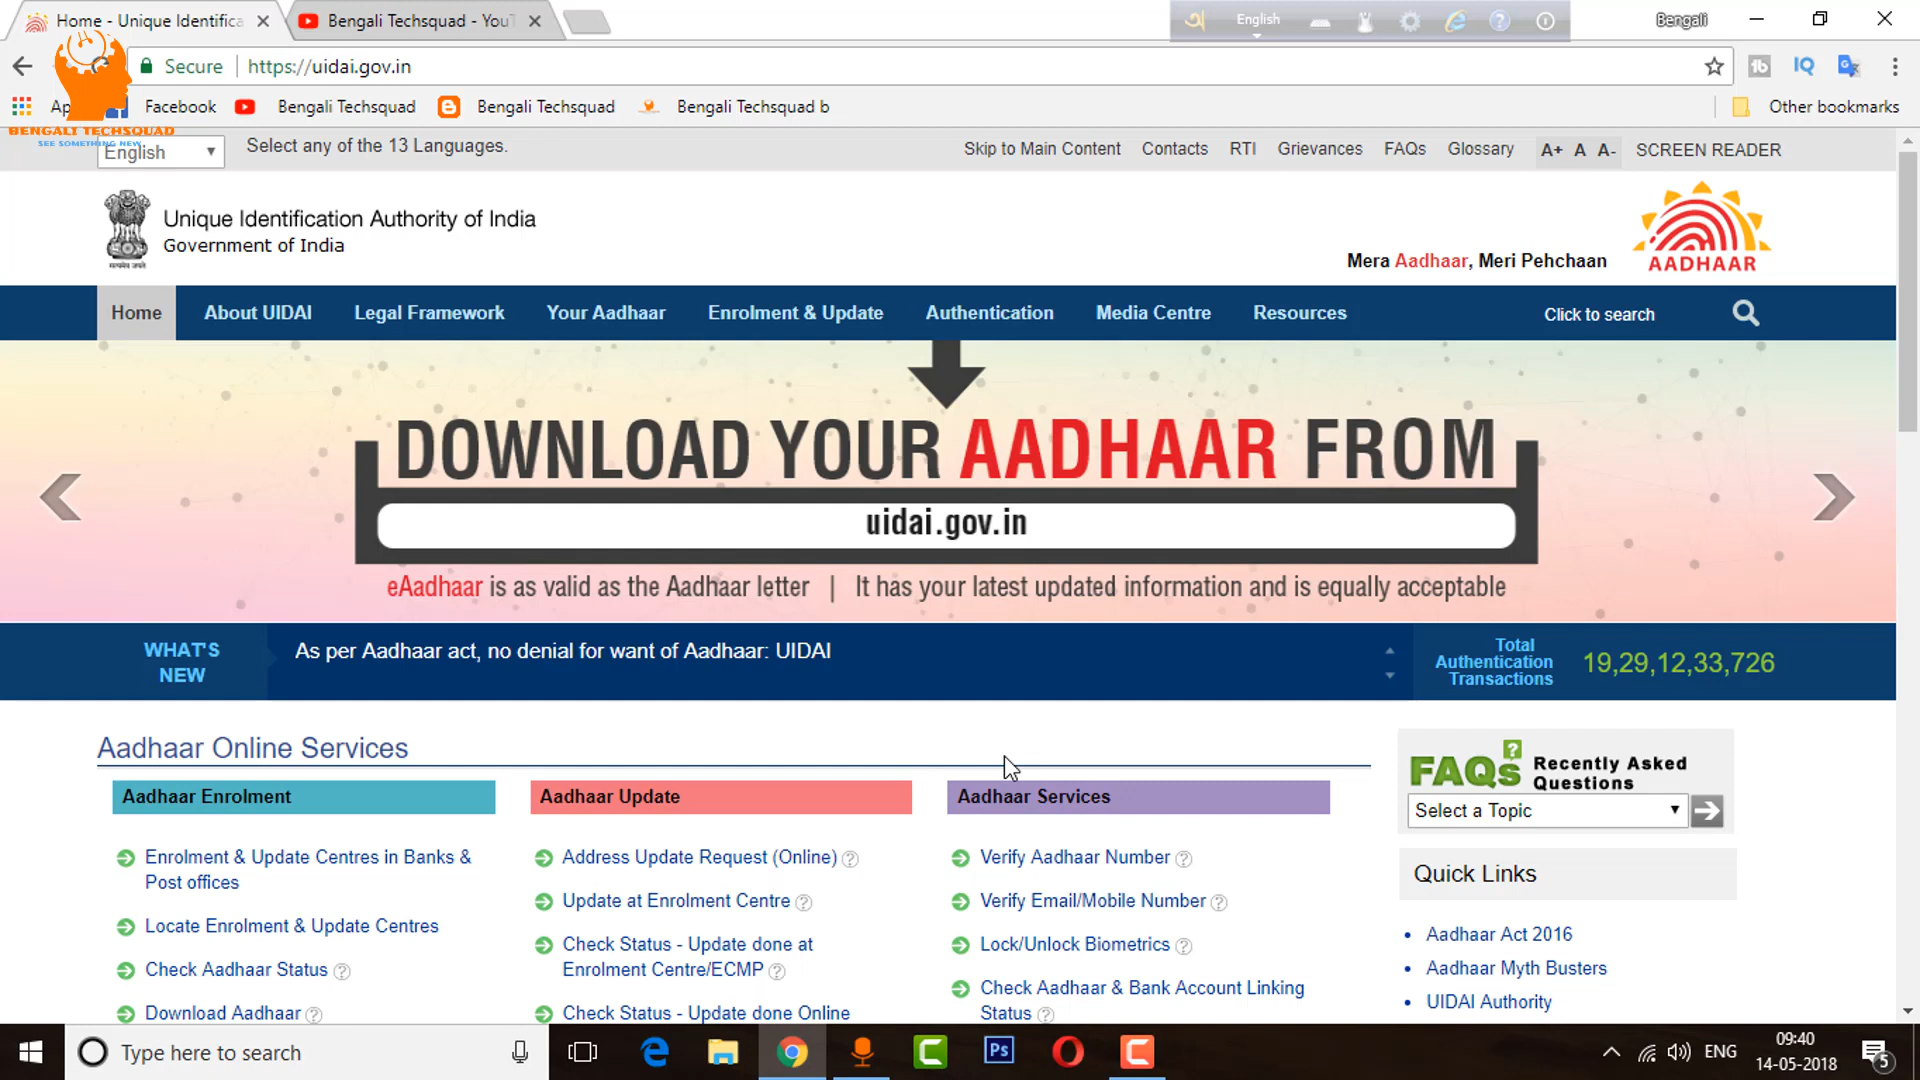 Home - Unique Identifica
Bengali Techsquad - YouT
অ
English
Bengali
Secure
https://uidai.gov.in
Ap
Facebook
Bengali Techsquad
Bengali Techsquad
Bengali Techsquad b
Other bookmarks
BENGALI TECHSQUAD
SEE SOMETHING NEW
English
Select any of the 13 Languages.
Skip to Main Content
Contacts
RTI
Grievances
FAQs
Glossary
A+ A A-
SCREEN READER
Unique Identification Authority of India
Government of India
सत्यमेव जयते
Mera Aadhaar, Meri Pehchaan
AADHAAR
Home
About UIDAI
Legal Framework
Your Aadhaar
Enrolment & Update
Authentication
Media Centre
Resources
Click to search
DOWNLOAD YOUR AADHAAR FROM
uidai.gov.in
eAadhaar is as valid as the Aadhaar letter | It has your latest updated information and is equally acceptable
WHAT'S
NEW
As per Aadhaar act, no denial for want of Aadhaar: UIDAI
Total
Authentication
Transactions
19,29,12,33,726
Aadhaar Online Services
Aadhaar Enrolment
Enrolment & Update Centres in Banks &
Post offices
Locate Enrolment & Update Centres
Check Aadhaar Status ?
Download Aadhaar ?
Aadhaar Update
Address Update Request (Online) ?
Update at Enrolment Centre ?
Check Status - Update done at
Enrolment Centre/ECMP ?
Check Status - Update done Online
Aadhaar Services
Verify Aadhaar Number ?
Verify Email/Mobile Number ?
Lock/Unlock Biometrics ?
Check Aadhaar & Bank Account Linking
Status ?
FAQs ?
Recently Asked
Questions
Select a Topic
Quick Links
Aadhaar Act 2016
Aadhaar Myth Busters
UIDAI Authority
Type here to search
Ps
ENG
09:40
14-05-2018
5